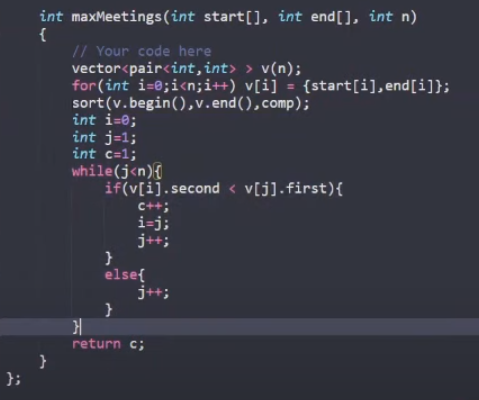 int maxMeetings(int start[], int end[], int n)
{
// Your code here
vector<pair<int,int> > v(n);
for(int i=0;i<n;i++) v[i] = {start[i],end[i]};
sort(v.begin(),v.end(),comp);
int i=0;
int j=1;
int c=1;
while(j<n){
if(v[i].second < v[j].first){
c++;
i=j;
j++;
}
else{
j++;
}
}
return c;
}
};